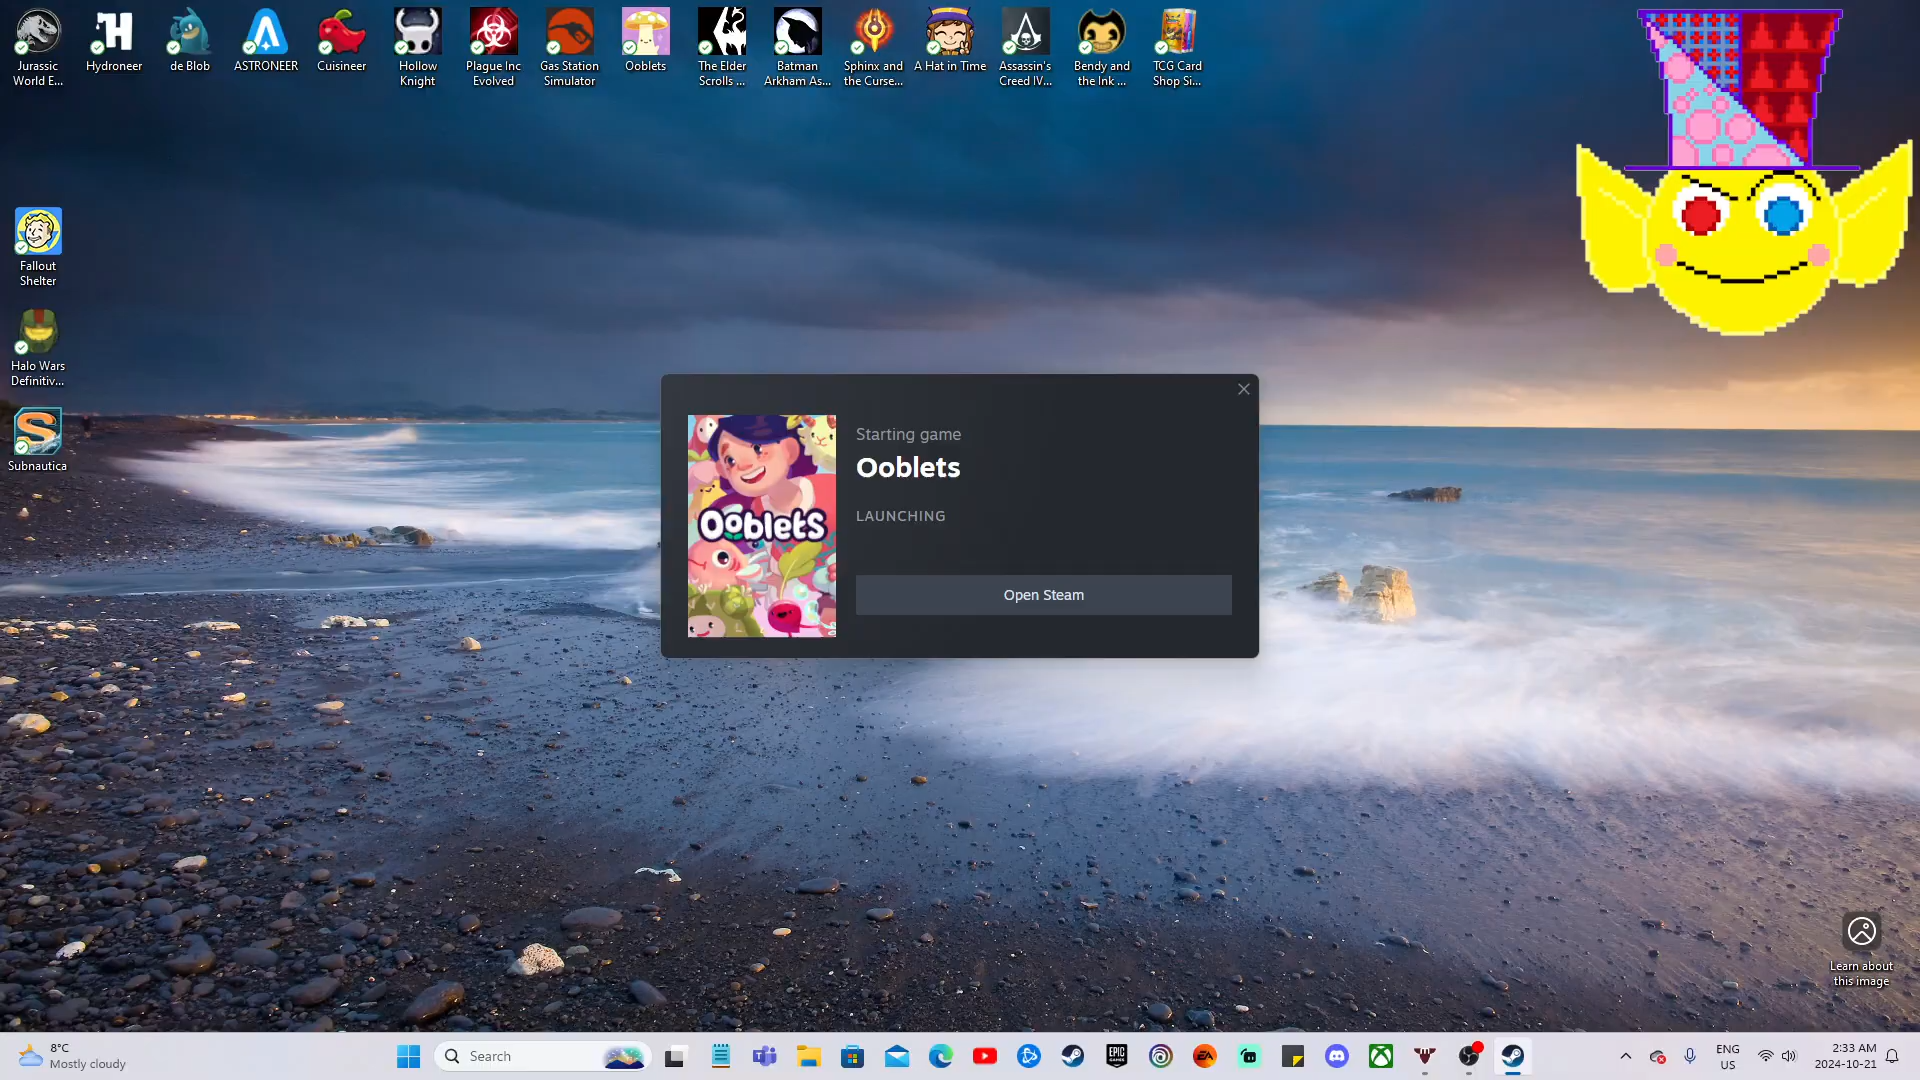 Jurassic
World E...
Hydroneer
de Blob
ASTRONEER
Cuisineer
Hollow
Knight
Plague Inc
Evolved
Gas Station
Simulator
Ooblets
The Elder
Scrolls ...
Batman
Arkham As...
Sphinx and
the Curse...
A Hat in Time
Assassin's
Creed IV...
Bendy and
the Ink ...
TCG Card
Shop Si...
Fallout
Shelter
Halo Wars
Definitiv...
Subnautica
Starting game
Ooblets
LAUNCHING
Open Steam
Ooblets
Learn about
this image
8°C
Mostly cloudy
Search
EPIC
GAMES
EA
ENG
US
2:33 AM
2024-10-21